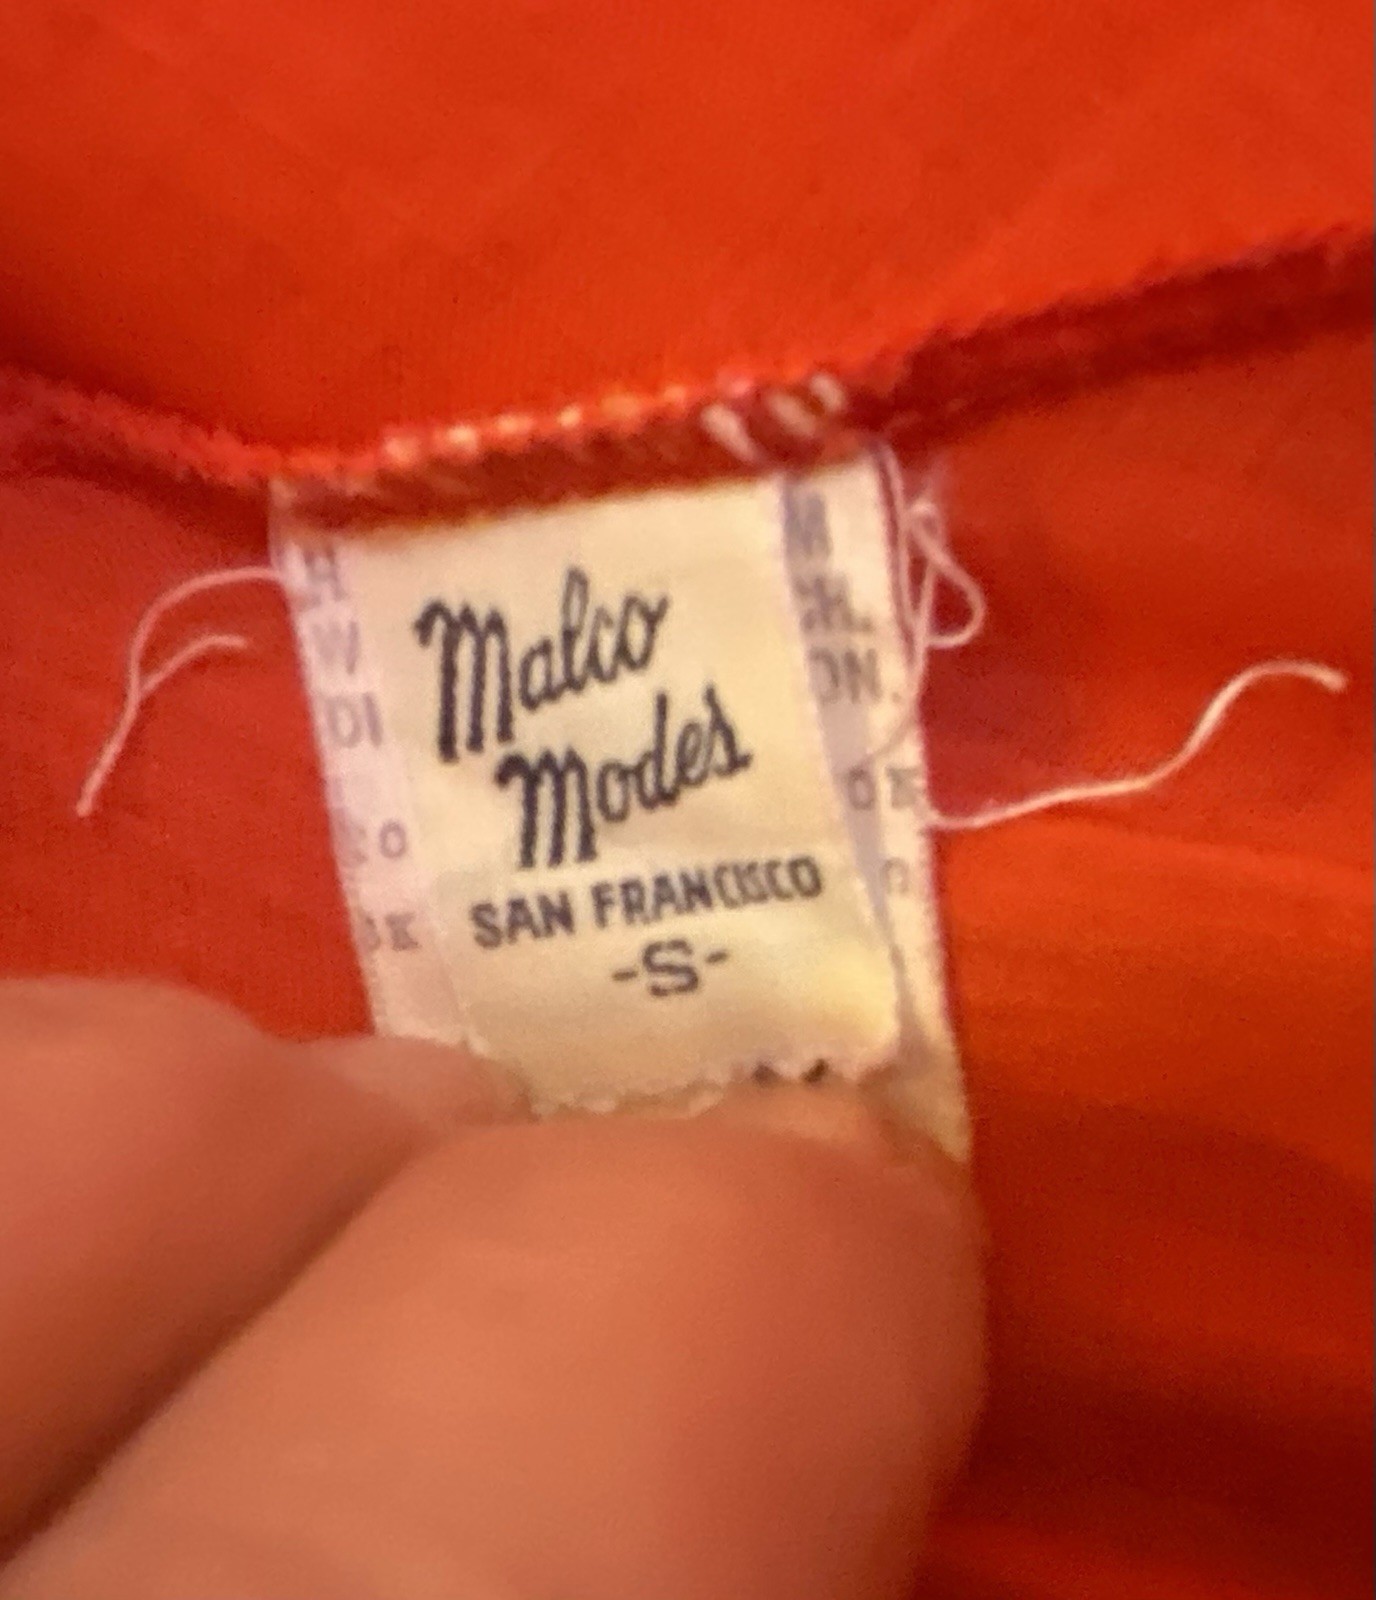 Malco
Modes
SAN FRANCISCO
-S-